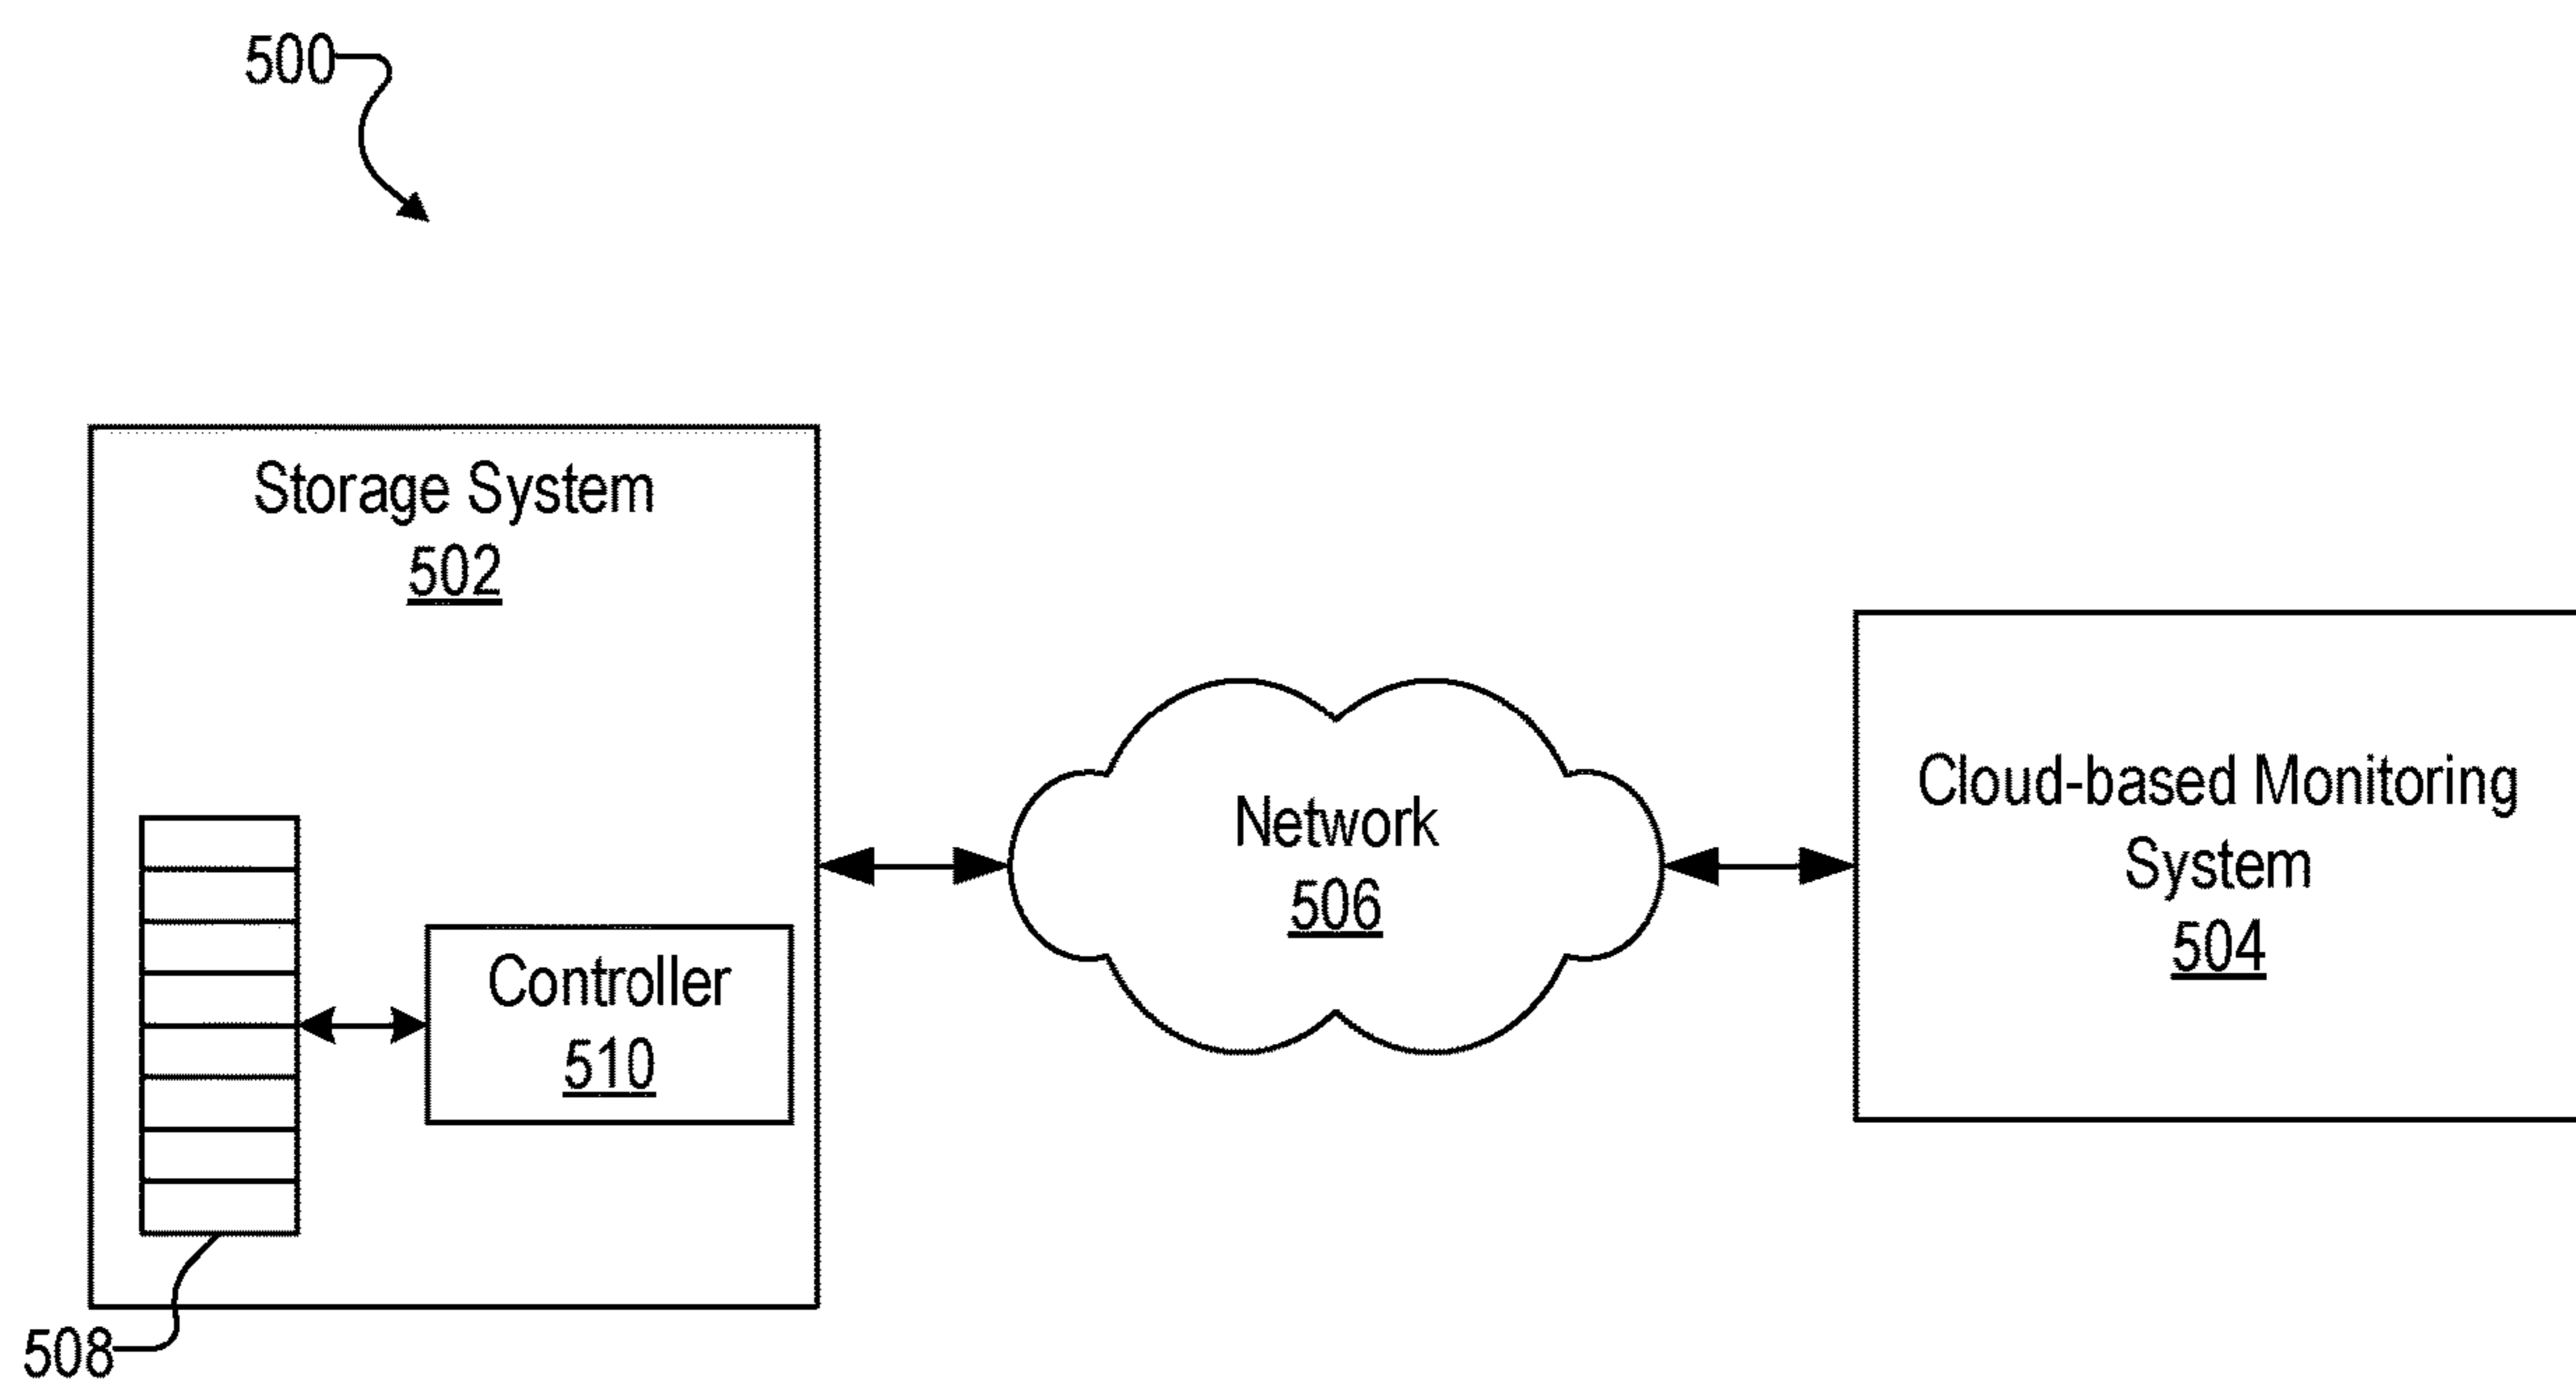 500
Storage System
502
Controller
510
508
Network
506
Cloud-based Monitoring
System
504